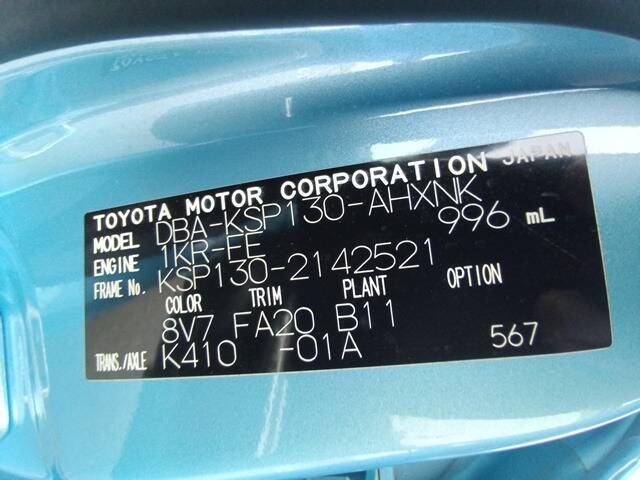 TOYOTA MOTOR CORPORATION JAPAN
MODEL DBA-KSP130-AHXNK
ENGINE 1KR-FE 996 mL
FRAME No. KSP130-2142521
COLOR TRIM PLANT OPTION
8V7 FA20 B11
TRANS./AXLE K410 -01A 567